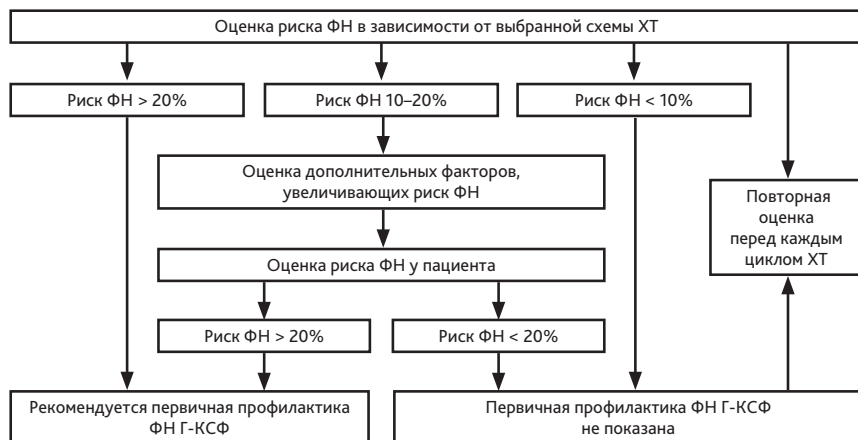 Оценка риска ФН в зависимости от выбранной схемы ХТ
Риск ФН > 20%
Риск ФН 10–20%
Риск ФН < 10%
Оценка дополнительных факторов,
увеличивающих риск ФН
Повторная
оценка
перед каждым
циклом ХТ
Оценка риска ФН у пациента
Риск ФН > 20%
Риск ФН < 20%
Рекомендуется первичная профилактика
ФН Г-КСФ
Первичная профилактика ФН Г-КСФ
не показана